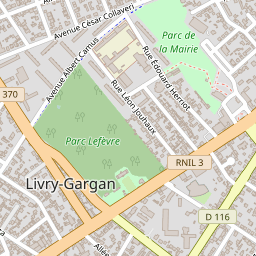 Avenue César Collaveri
Avenue Albert Camus
Parc de
la Mairie
Rue Édouard Herriot
Rue Léon Jouhaux
370
Parc Lefèvre
RNIL 3
Livry-Gargan
D 116
Allée